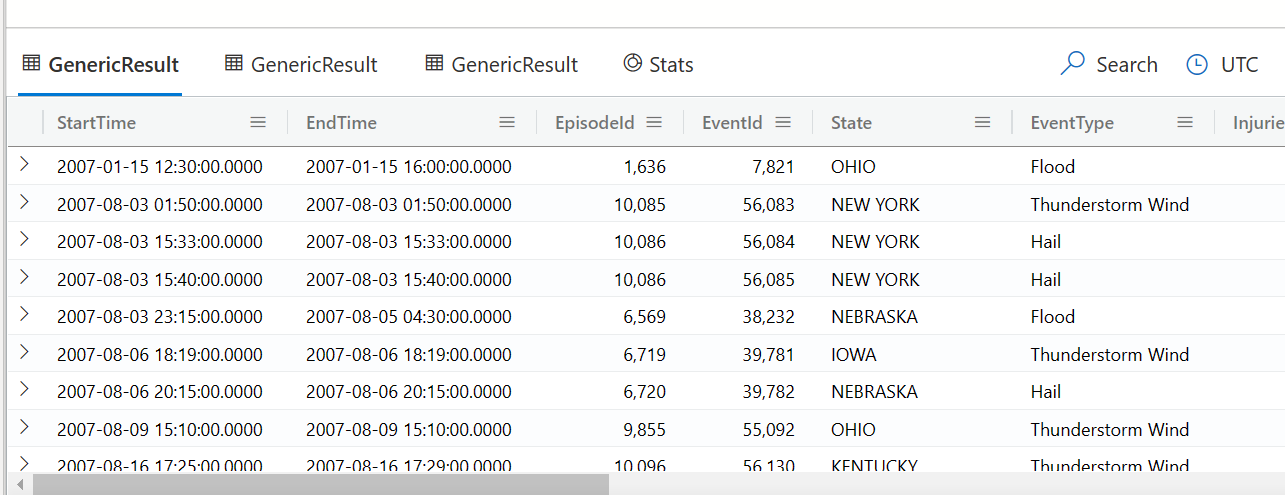 GenericResult GenericResult GenericResult Stats Search UTC
StartTime EndTime EpisodeId EventId State EventType Injurie
2007-01-15 12:30:00.0000 2007-01-15 16:00:00.0000 1,636 7,821 OHIO Flood
2007-08-03 01:50:00.0000 2007-08-03 01:50:00.0000 10,085 56,083 NEW YORK Thunderstorm Wind
2007-08-03 15:33:00.0000 2007-08-03 15:33:00.0000 10,086 56,084 NEW YORK Hail
2007-08-03 15:40:00.0000 2007-08-03 15:40:00.0000 10,086 56,085 NEW YORK Hail
2007-08-03 23:15:00.0000 2007-08-05 04:30:00.0000 6,569 38,232 NEBRASKA Flood
2007-08-06 18:19:00.0000 2007-08-06 18:19:00.0000 6,719 39,781 IOWA Thunderstorm Wind
2007-08-06 20:15:00.0000 2007-08-06 20:15:00.0000 6,720 39,782 NEBRASKA Hail
2007-08-09 15:10:00.0000 2007-08-09 15:10:00.0000 9,855 55,092 OHIO Thunderstorm Wind
2007-08-16 17:25:00.0000 2007-08-16 17:29:00.0000 10,096 56,130 KENTUCKY Thunderstorm Wind